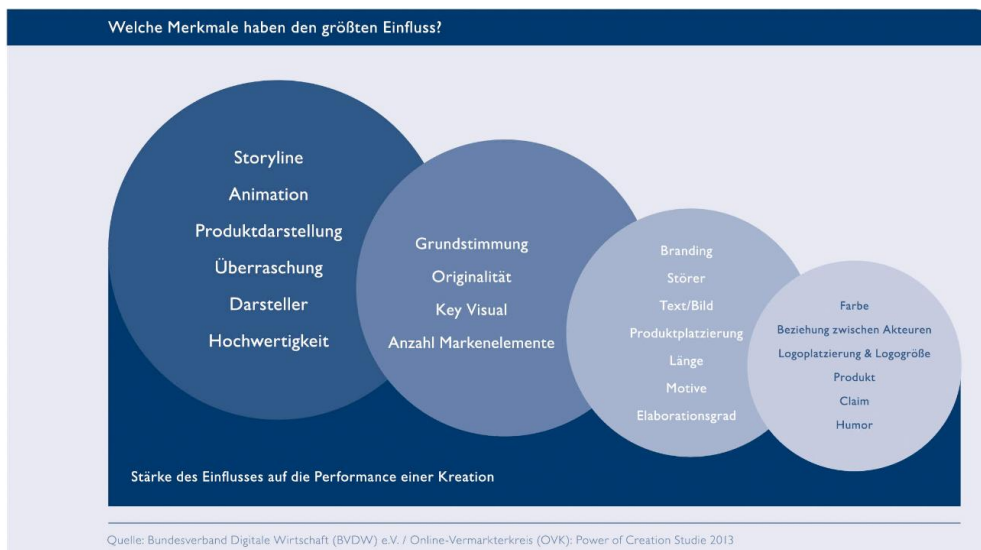 Welche Merkmale haben den größten Einfluss?
Storyline
Animation
Produktdarstellung
Überraschung
Darsteller
Hochwertigkeit
Grundstimmung
Originalität
Key Visual
Anzahl Markenelemente
Branding
Störer
Text/Bild
Produktplatzierung
Länge
Motive
Elaborationsgrad
Farbe
Beziehung zwischen Akteuren
Logoplatzierung & Logogröße
Produkt
Claim
Humor
Stärke des Einflusses auf die Performance einer Kreation
Quelle: Bundesverband Digitale Wirtschaft (BVDW) e.V. / Online-Vermarkterkreis (OVK): Power of Creation Studie 2013